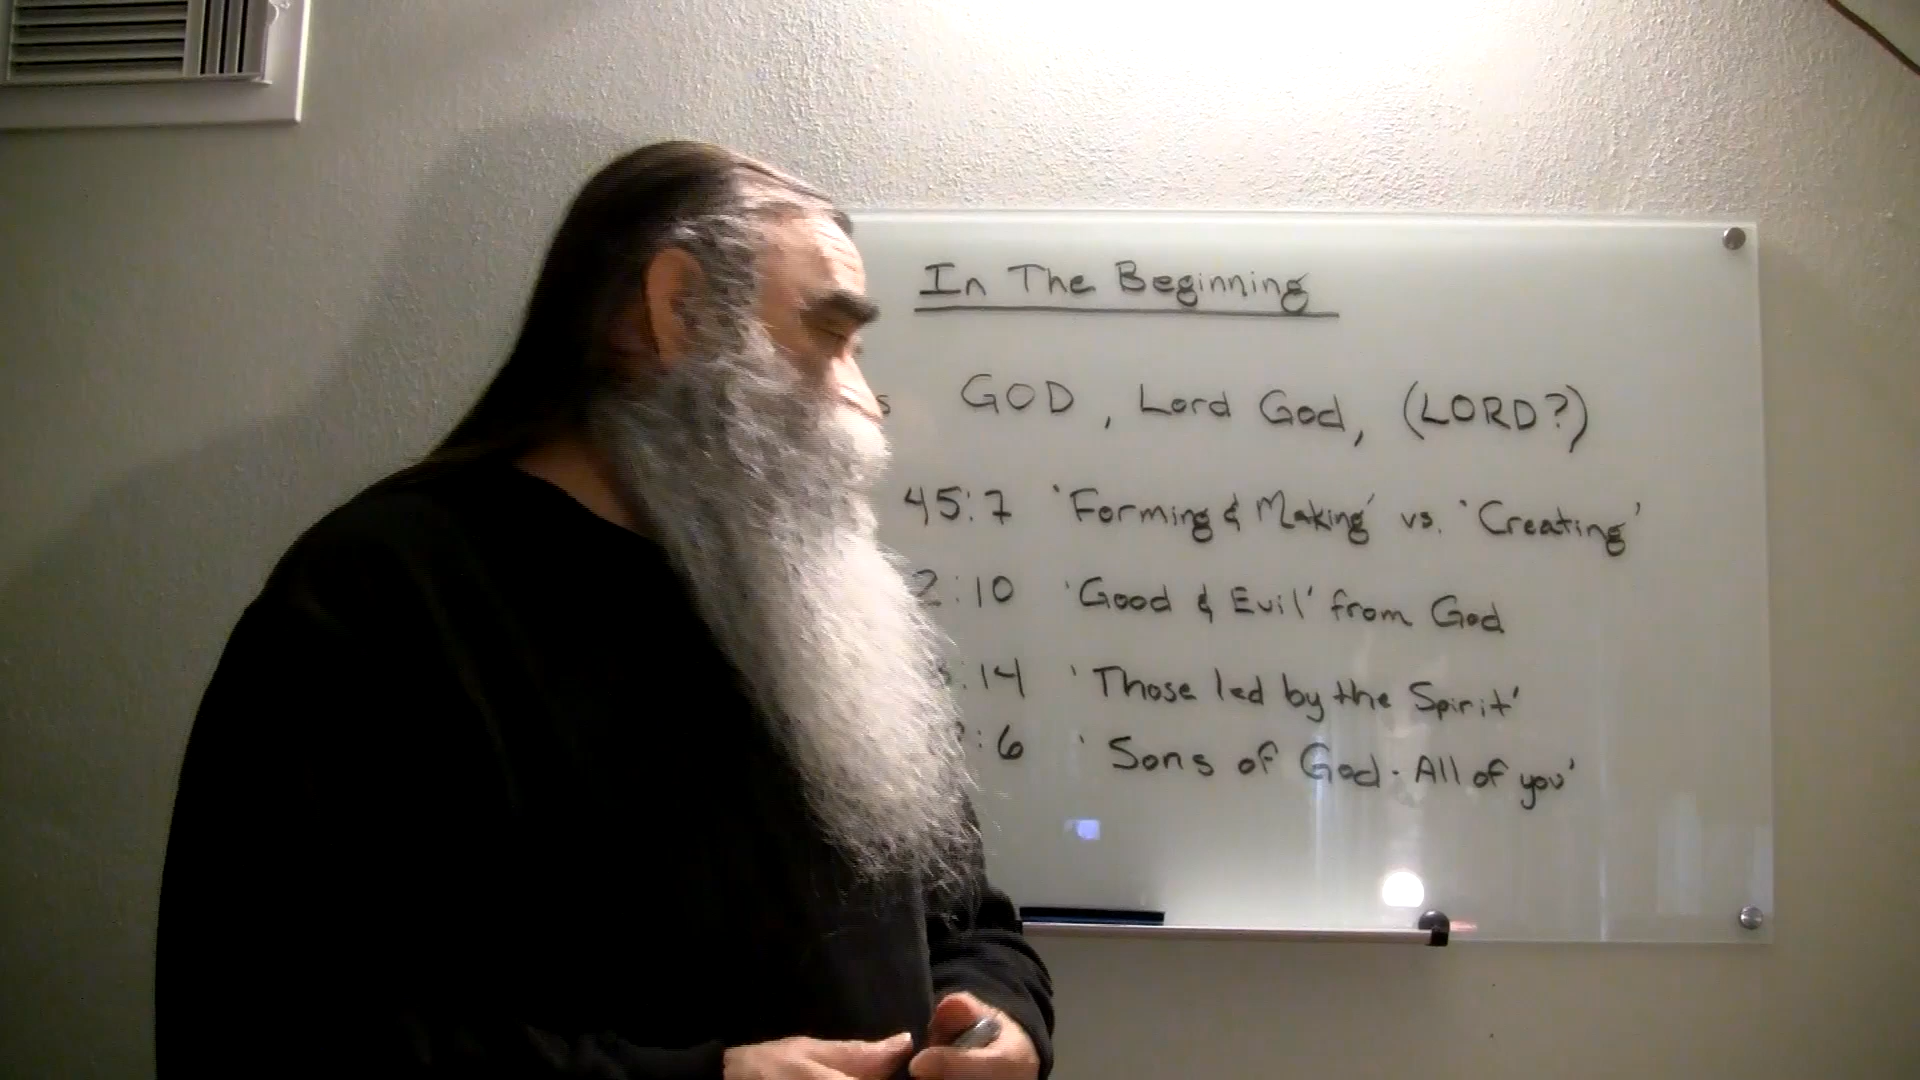 In The Beginning
s GOD, Lord God, (LORD?)
45:7 'Forming & Making' vs. 'Creating'
2:10 'Good & Evil' from God
:14 'Those led by the Spirit'
:6 'Sons of God. All of you'